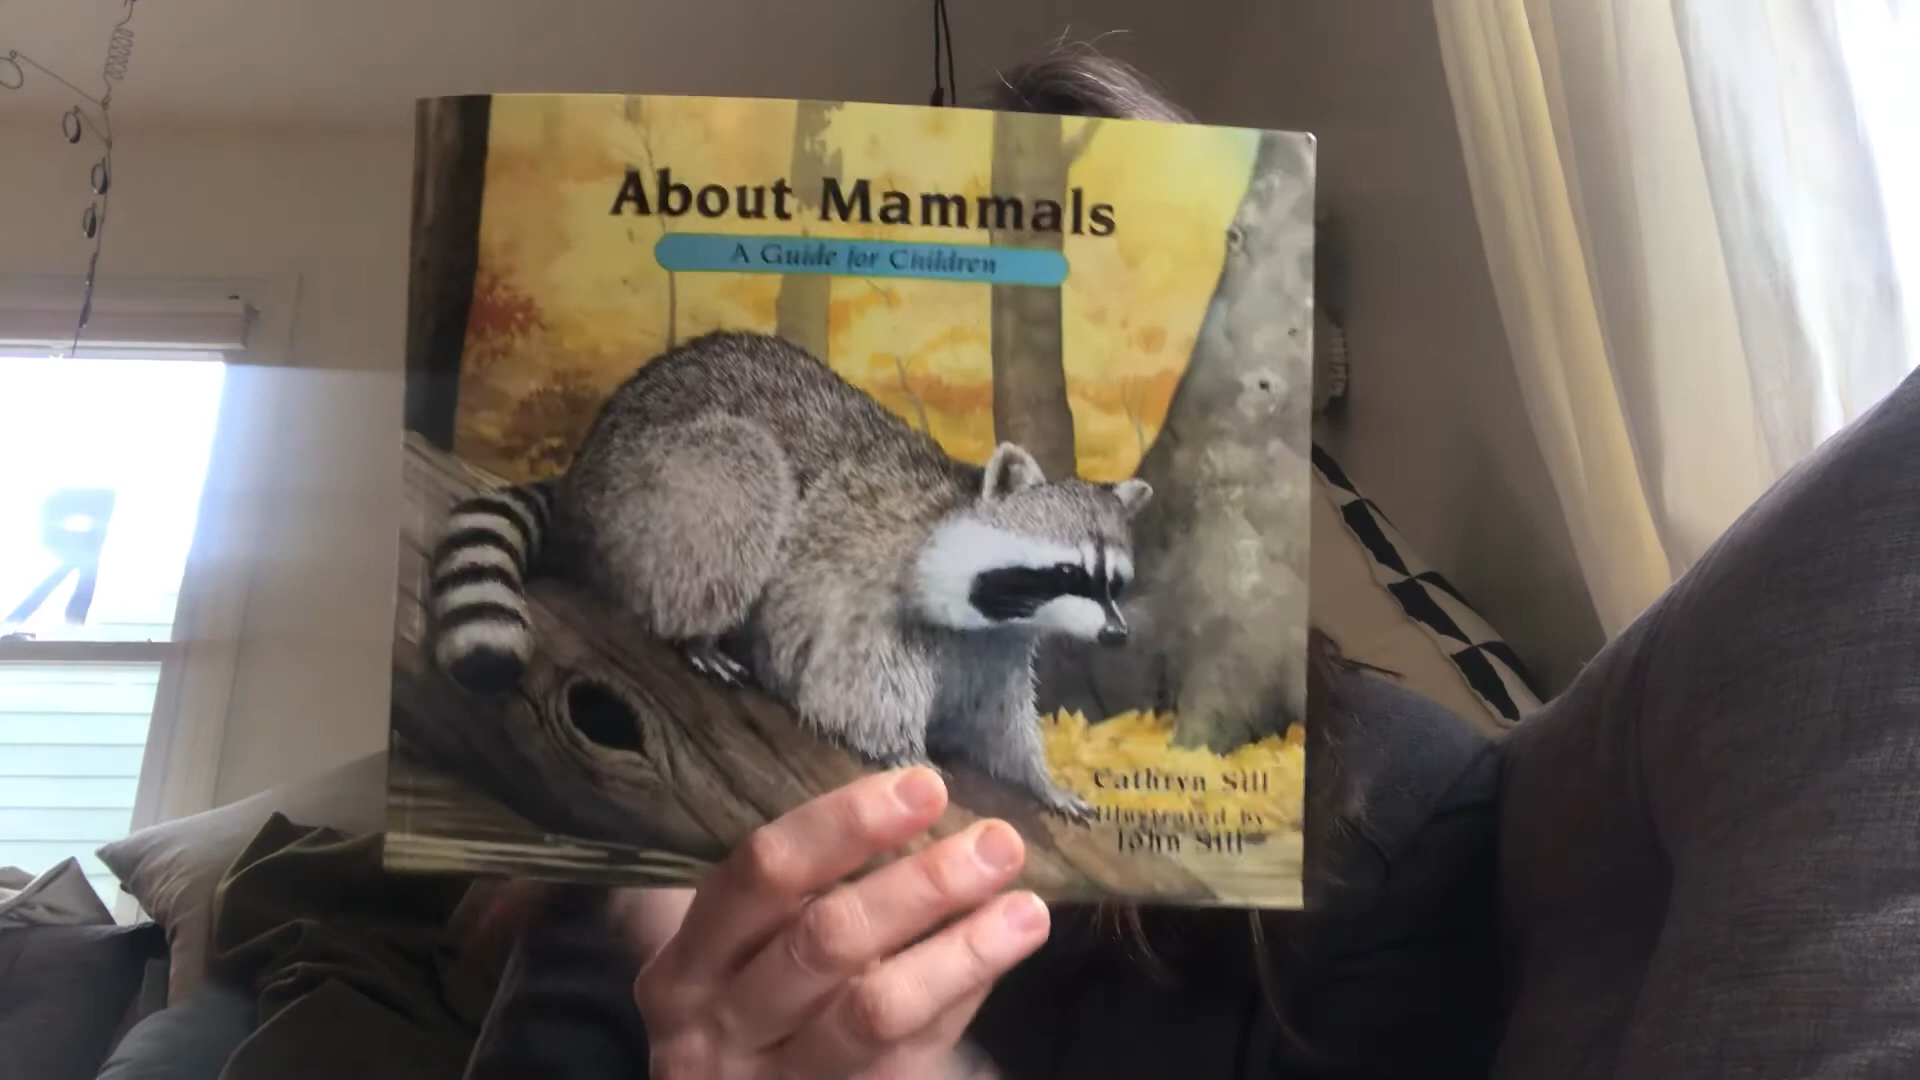 About Mammals
A Guide for Children
Cathryn Sill
Illustrated by
John Sill